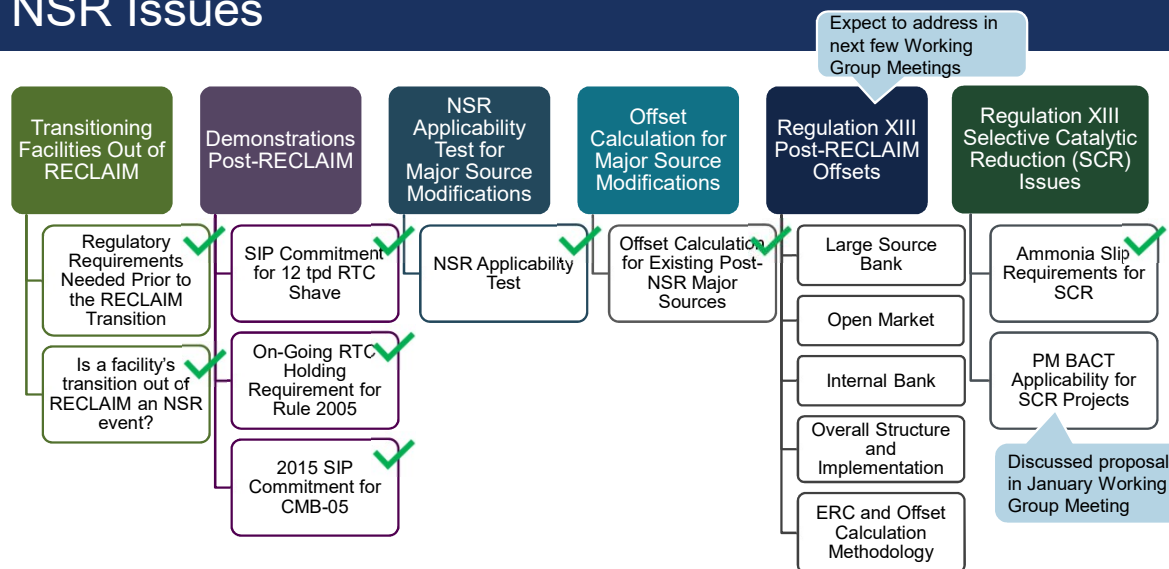 NSR Issues
Expect to address in
next few Working
Group Meetings
Transitioning
Facilities Out of
RECLAIM
Regulatory
Requirements
Needed Prior to
the RECLAIM
Transition
Is a facility's
transition out of
RECLAIM an NSR
event?
Demonstrations
Post-RECLAIM
SIP Commitment
for 12 tpd RTC
Shave
On-Going RTC
Holding
Requirement for
Rule 2005
2015 SIP
Commitment for
CMB-05
NSR
Applicability
Test for
Major Source
Modifications
NSR Applicability
Test
Offset
Calculation for
Major Source
Modifications
Offset Calculation
for Existing Post-
NSR Major
Sources
Regulation XIII
Post-RECLAIM
Offsets
Large Source
Bank
Open Market
Internal Bank
Overall Structure
and
Implementation
ERC and Offset
Calculation
Methodology
Regulation XIII
Selective Catalytic
Reduction (SCR)
Issues
Ammonia Slip
Requirements for
SCR
PM BACT
Applicability for
SCR Projects
Discussed proposal
in January Working
Group Meeting